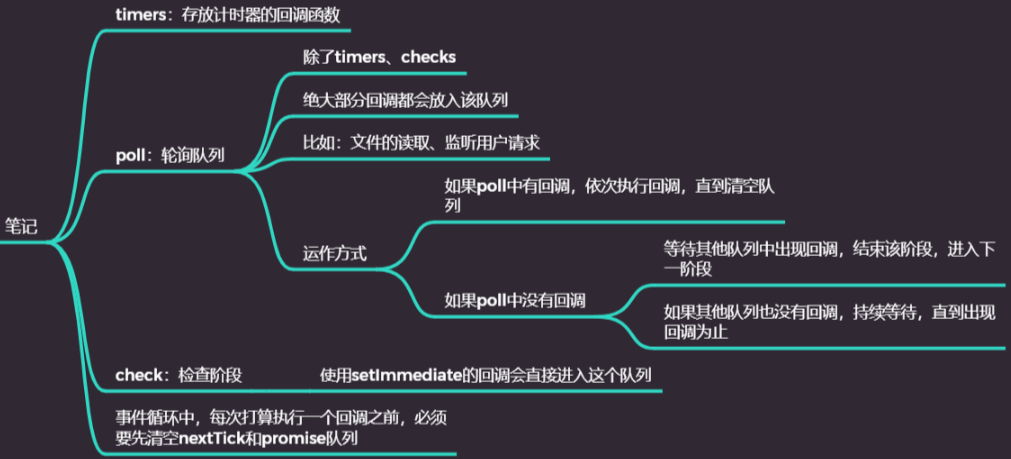 timers：存放计时器的回调函数
除了timers、checks
绝大部分回调都会放入该队列
比如：文件的读取、监听用户请求
poll：轮询队列
如果poll中有回调，依次执行回调，直到清空队
列
运作方式
等待其他队列中出现回调，结束该阶段，进入下
一阶段
如果poll中没有回调
如果其他队列也没有回调，持续等待，直到出现
回调为止
笔记
check：检查阶段
使用setImmediate的回调会直接进入这个队列
事件循环中，每次打算执行一个回调之前，必须
要先清空nextTick和promise队列